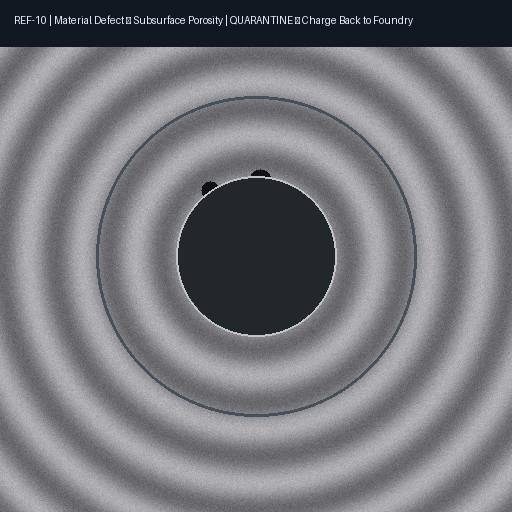 REF-10 | Material Defect ▯ Subsurface Porosity | QUARANTINE ▯ Charge Back to Foundry